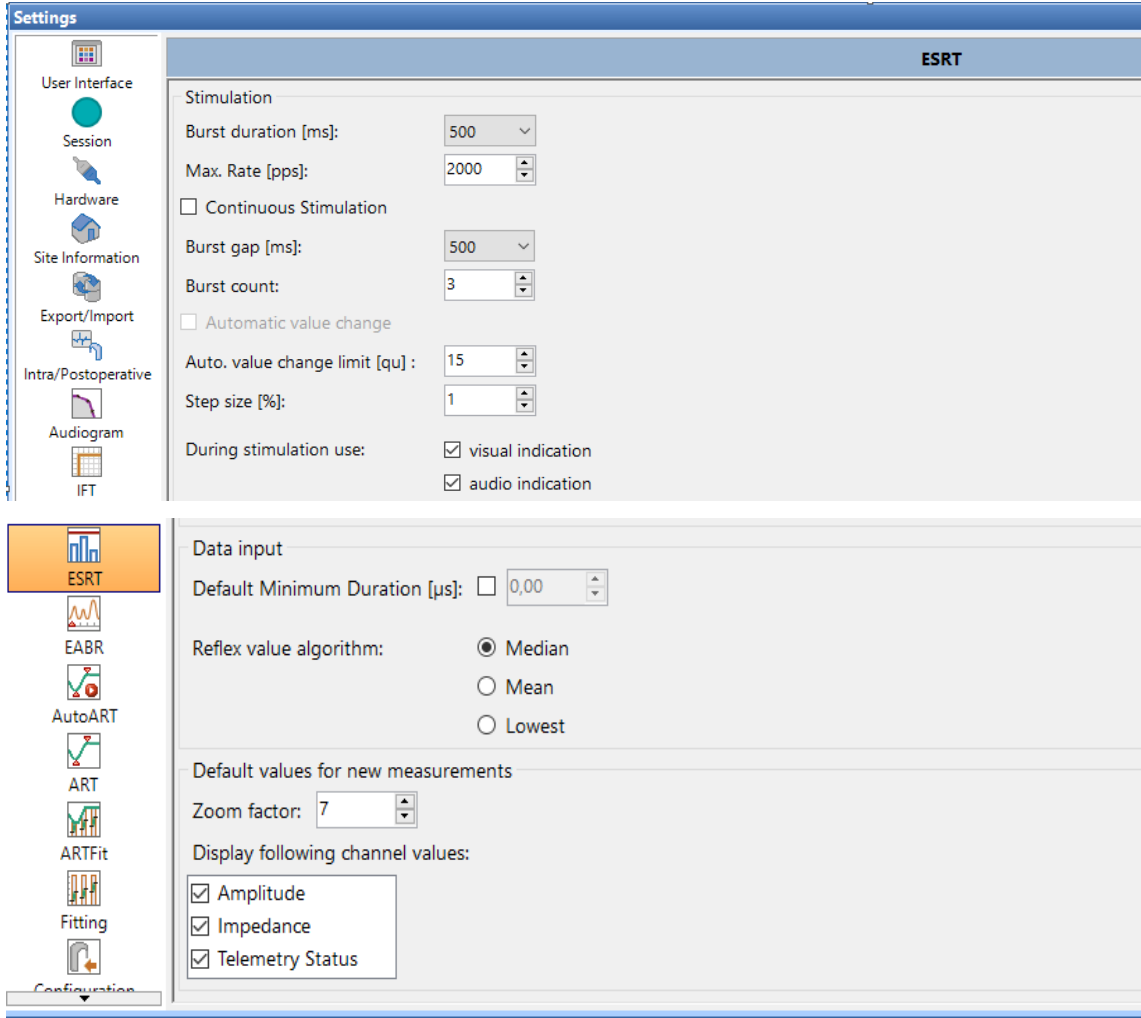 Settings
User Interface
Session
Hardware
Site Information
Export/Import
Intra/Postoperative
Audiogram
IFT
ESRT
Stimulation
Burst duration [ms]: 500
Max. Rate [pps]: 2000
Continuous Stimulation
Burst gap [ms]: 500
Burst count: 3
Automatic value change
Auto. value change limit [qu] : 15
Step size [%]: 1
During stimulation use: visual indication
audio indication
ESRT
EABR
AutoART
ART
ARTFit
Fitting
Configuration
Data input
Default Minimum Duration [µs]: 0,00
Reflex value algorithm: Median
Mean
Lowest
Default values for new measurements
Zoom factor: 7
Display following channel values:
Amplitude
Impedance
Telemetry Status